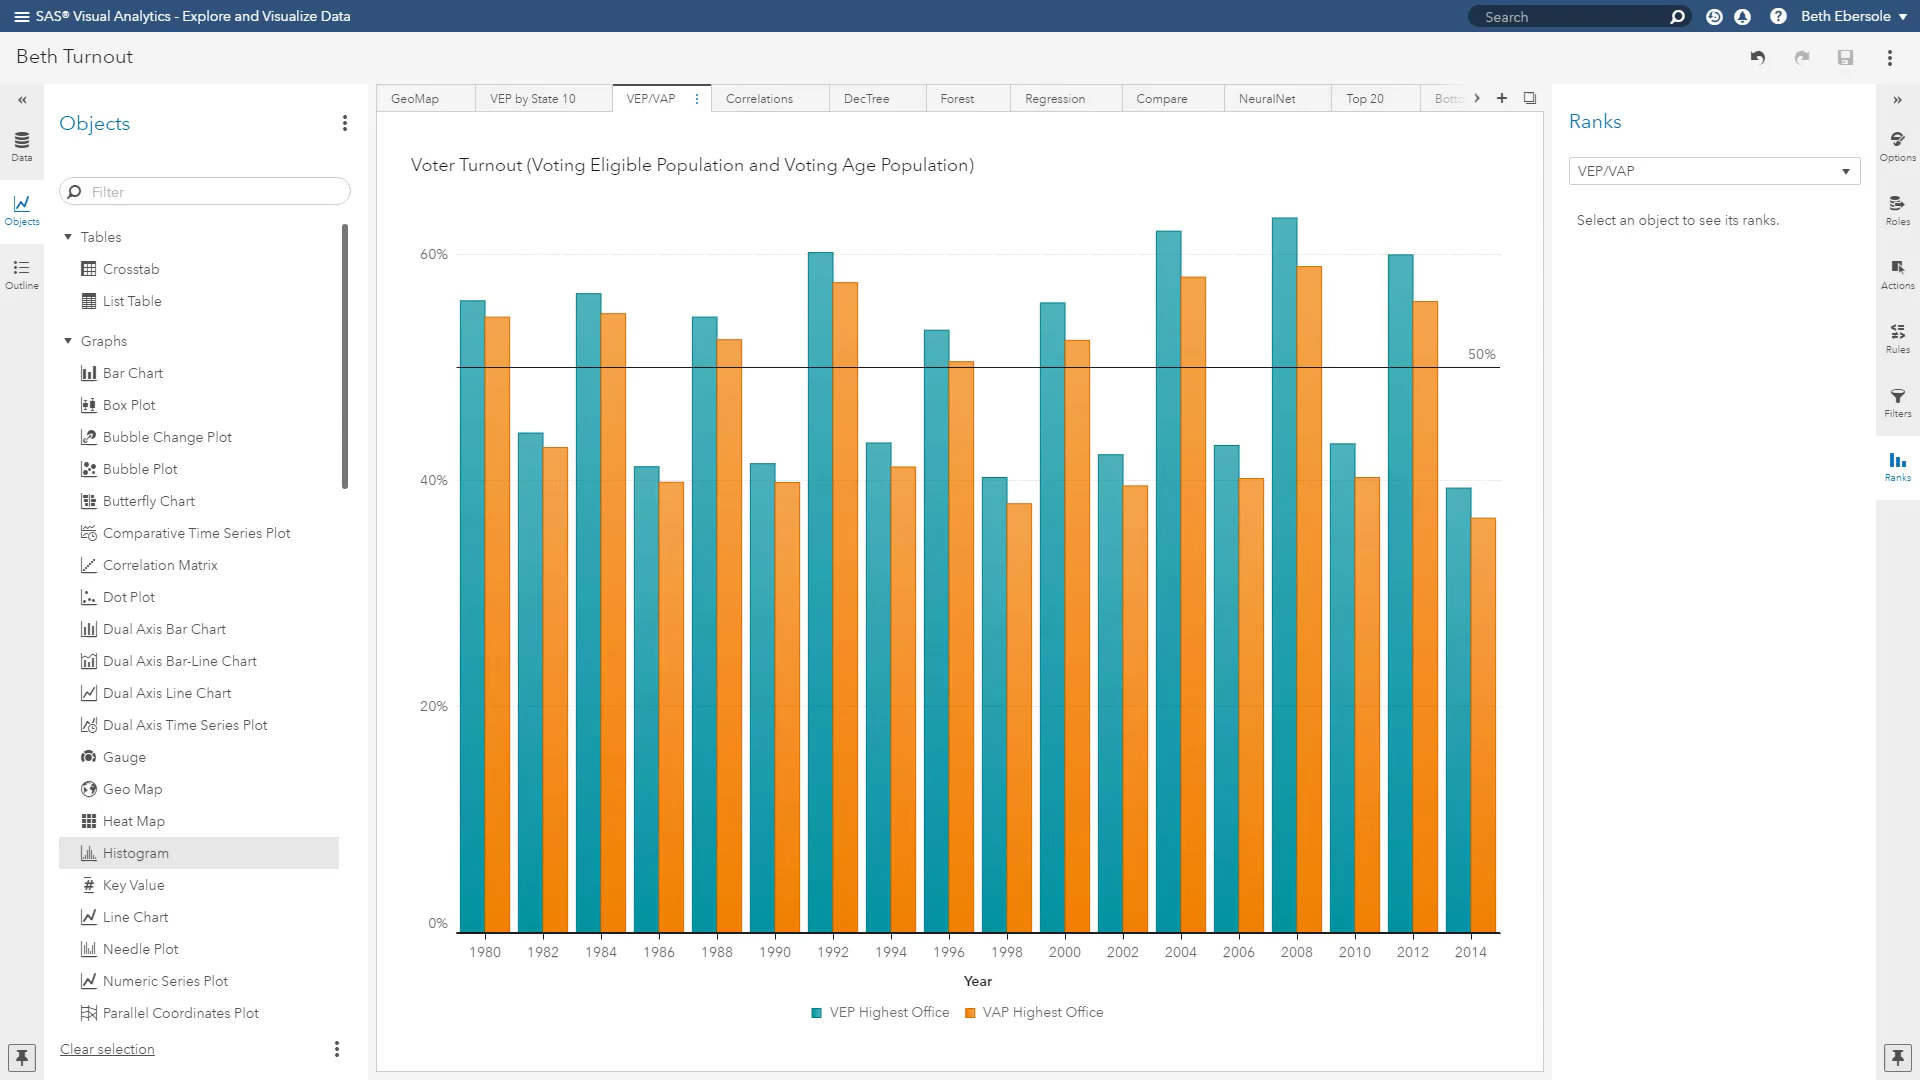 SAS® Visual Analytics - Explore and Visualize Data
Search
Beth Ebersole
Beth Turnout
Data
Objects
Outline
Objects
Filter
Tables
Crosstab
List Table
Graphs
Bar Chart
Box Plot
Bubble Change Plot
Bubble Plot
Butterfly Chart
Comparative Time Series Plot
Correlation Matrix
Dot Plot
Dual Axis Bar Chart
Dual Axis Bar-Line Chart
Dual Axis Line Chart
Dual Axis Time Series Plot
Gauge
Geo Map
Heat Map
Histogram
Key Value
Line Chart
Needle Plot
Numeric Series Plot
Parallel Coordinates Plot
Clear selection
GeoMap VEP by State 10 VEP/VAP Correlations DecTree Forest Regression Compare NeuralNet Top 20 Botto
Voter Turnout (Voting Eligible Population and Voting Age Population)
60%
50%
40%
20%
0%
1980 1982 1984 1986 1988 1990 1992 1994 1996 1998 2000 2002 2004 2006 2008 2010 2012 2014
Year
VEP Highest Office VAP Highest Office
Ranks
VEP/VAP
Select an object to see its ranks.
Options
Roles
Actions
Rules
Filters
Ranks